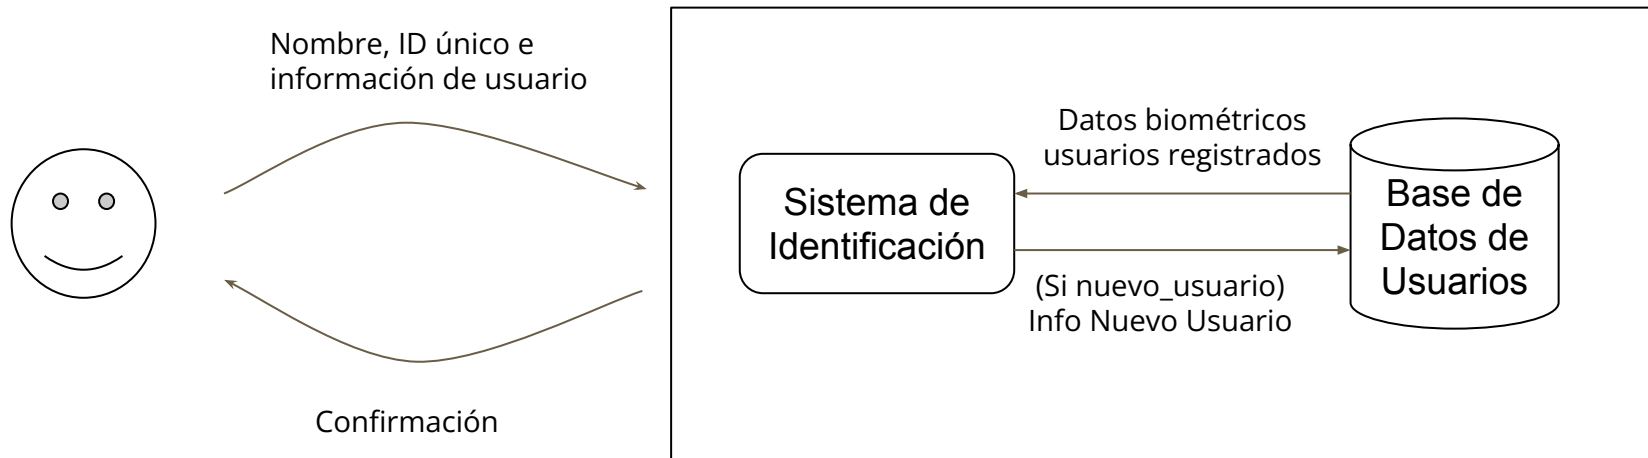 Nombre, ID único e
información de usuario
Confirmación
Sistema de
Identificación
Datos biométricos
usuarios registrados
(Si nuevo_usuario)
Info Nuevo Usuario
Base de
Datos de
Usuarios